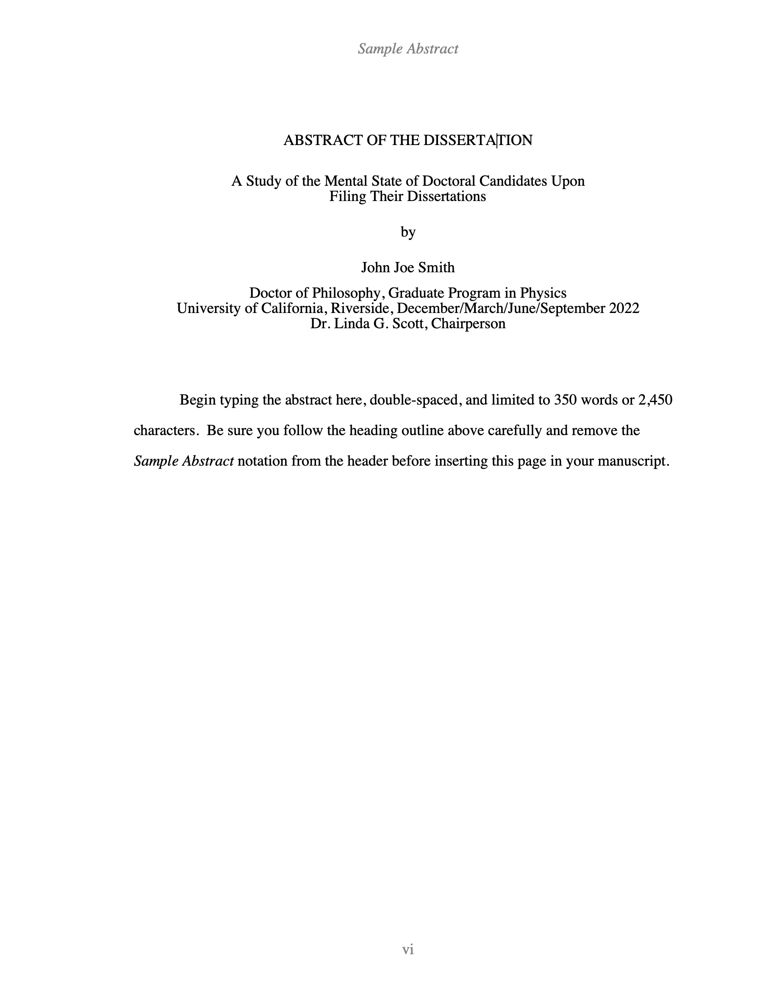 Sample Abstract
ABSTRACT OF THE DISSERTATION
A Study of the Mental State of Doctoral Candidates Upon
Filing Their Dissertations
by
John Joe Smith
Doctor of Philosophy, Graduate Program in Physics
University of California, Riverside, December/March/June/September 2022
Dr. Linda G. Scott, Chairperson
Begin typing the abstract here, double-spaced, and limited to 350 words or 2,450
characters.  Be sure you follow the heading outline above carefully and remove the
Sample Abstract notation from the header before inserting this page in your manuscript.
vi